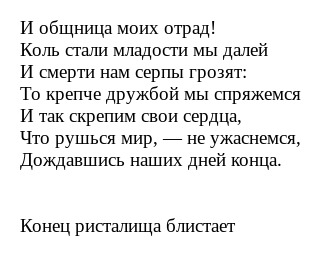 И общница моих отрад!
Коль стали младости мы далей
И смерти нам серпы грозят:
То крепче дружбой мы спряжемся
И так скрепим свои сердца,
Что рушься мир, — не ужаснемся,
Дождавшись наших дней конца.
Конец ристалища блистает